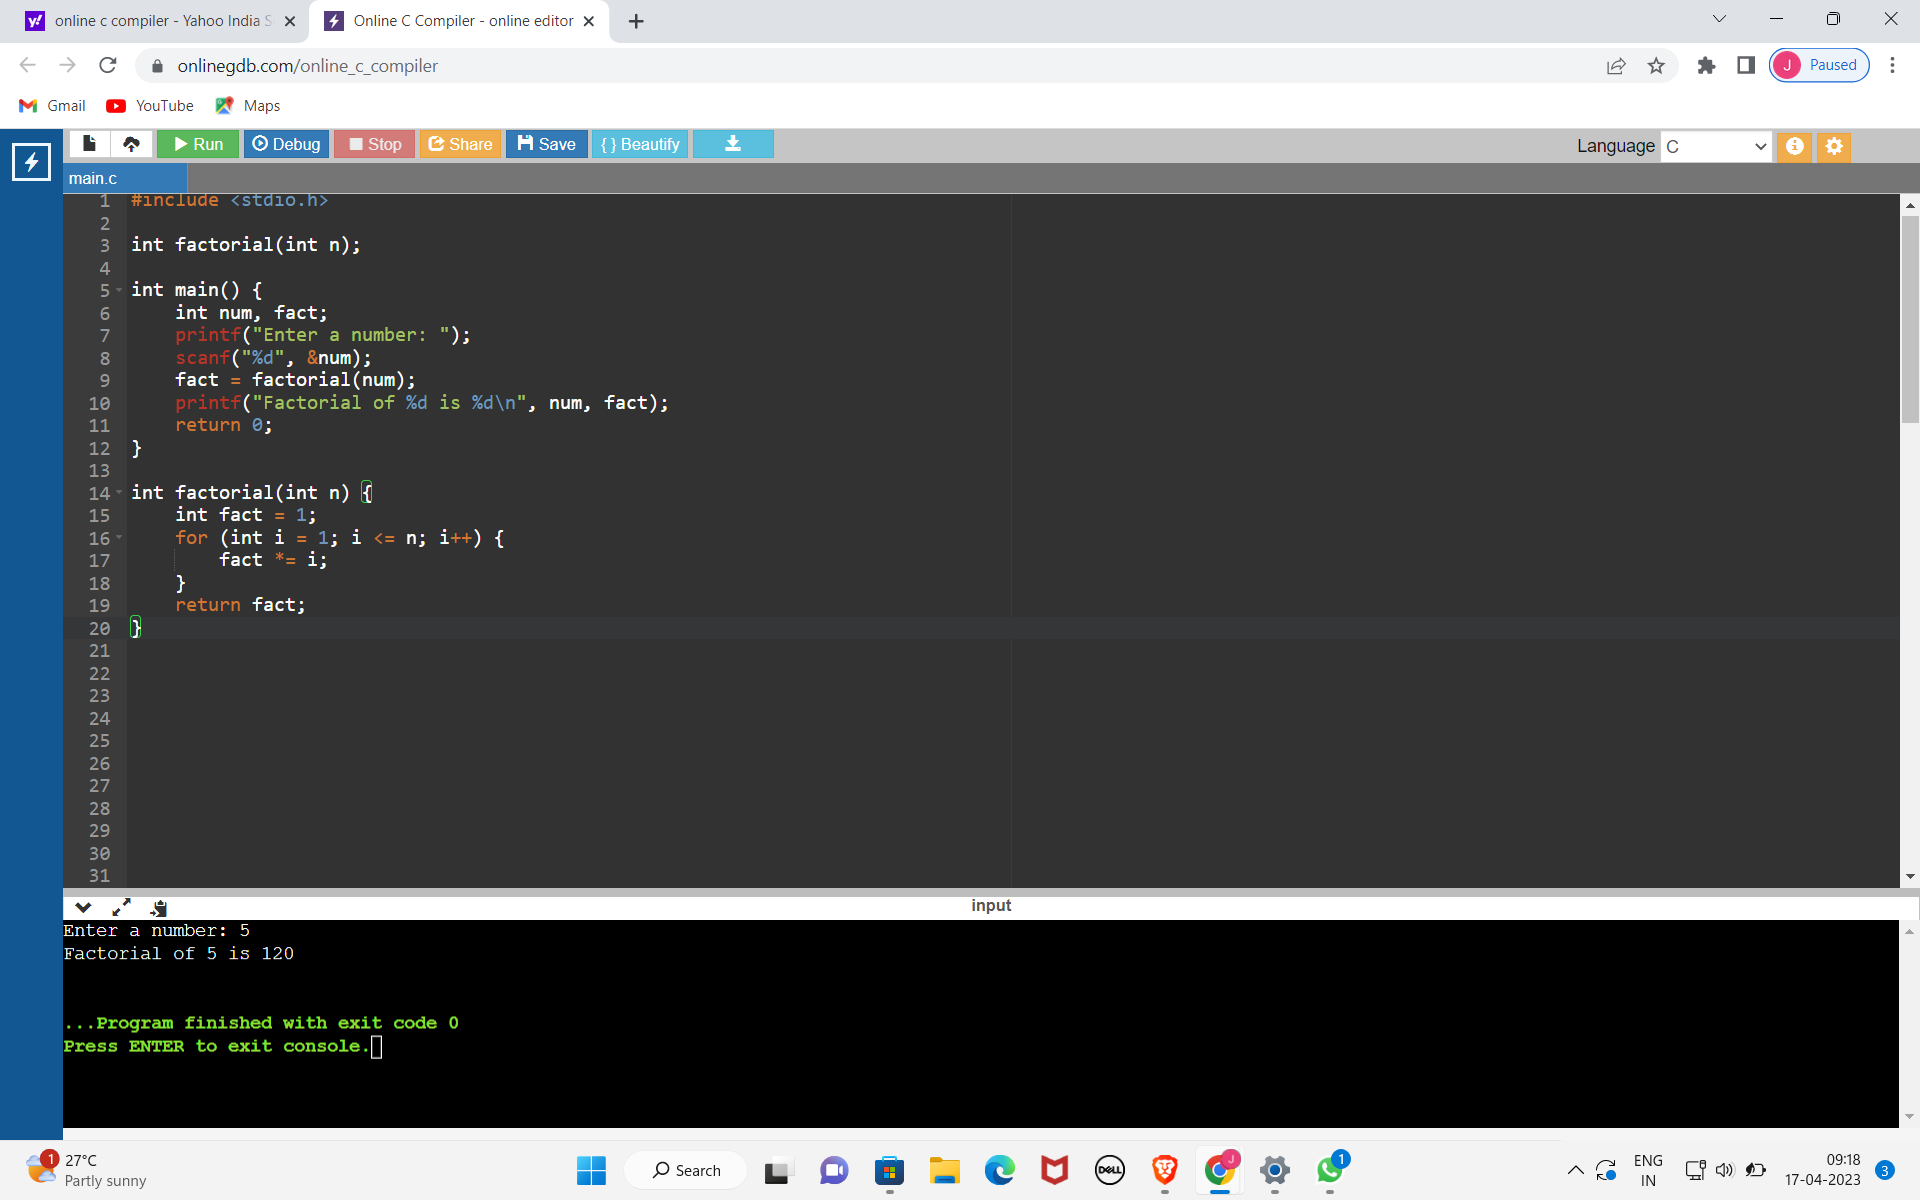 online c compiler - Yahoo India S
Online C Compiler - online editor
onlinegdb.com/online_c_compiler
J Paused
Gmail YouTube Maps
Run Debug Stop Share Save { } Beautify
Language C
main.c
1 #include <stdio.h>
2
3 int factorial(int n);
4
5 int main() {
6     int num, fact;
7     printf("Enter a number: ");
8     scanf("%d", &num);
9     fact = factorial(num);
10     printf("Factorial of %d is %d\n", num, fact);
11     return 0;
12 }
13
14 int factorial(int n) {
15     int fact = 1;
16     for (int i = 1; i <= n; i++) {
17         fact *= i;
18     }
19     return fact;
20 }
21
22
23
24
25
26
27
28
29
30
31
input
Enter a number: 5
Factorial of 5 is 120
...Program finished with exit code 0
Press ENTER to exit console.
1 27°C
Partly sunny
Search
DELL
J
1
ENG
IN
09:18
17-04-2023
3